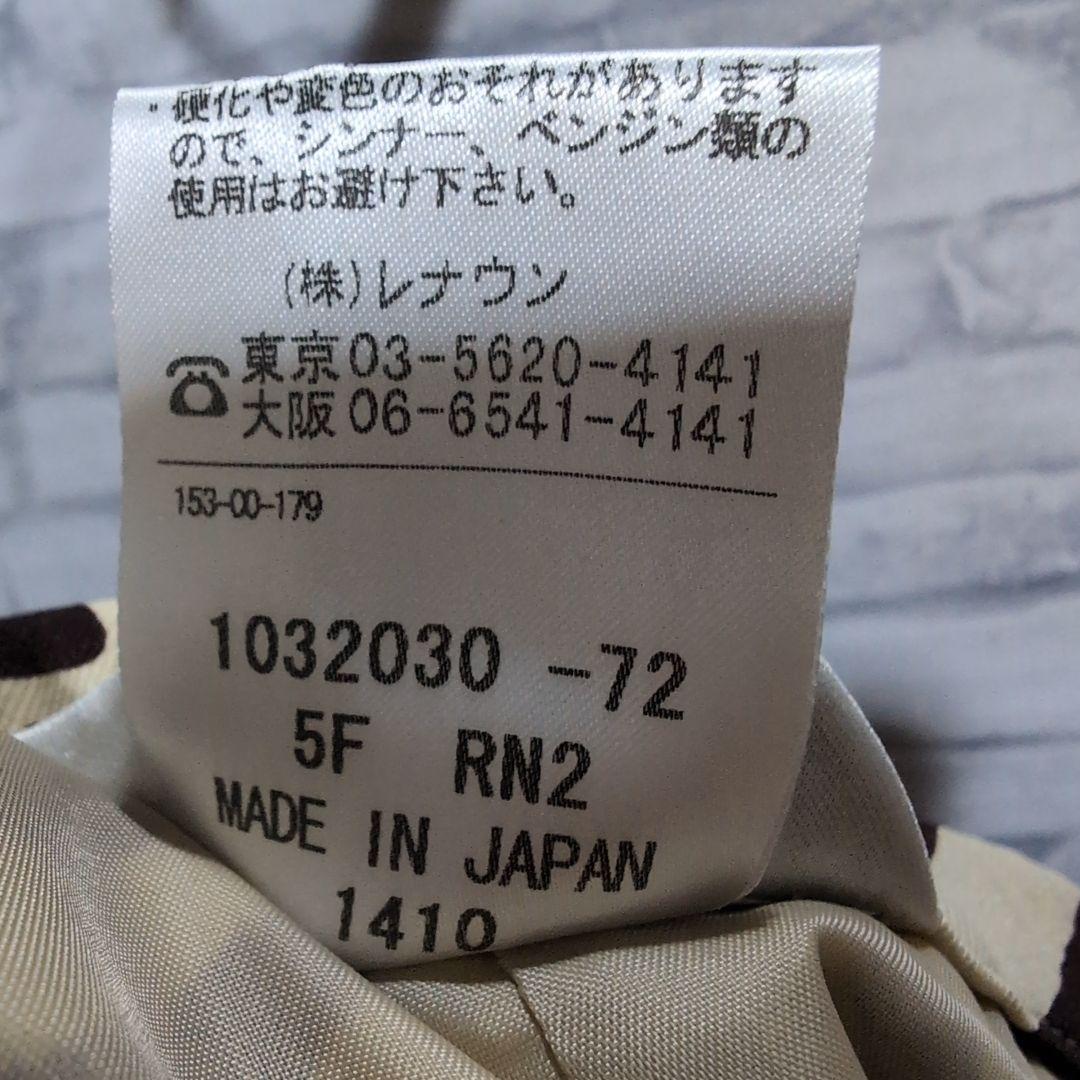 ・硬化や変色のおそれがあります
ので、シンナー、ベンジン類の
使用はお避け下さい。
(株)レナウン
東京03-5620-4141
大阪06-6541-4141
153-00-179
1032030 -72
5F RN2
MADE IN JAPAN
1410